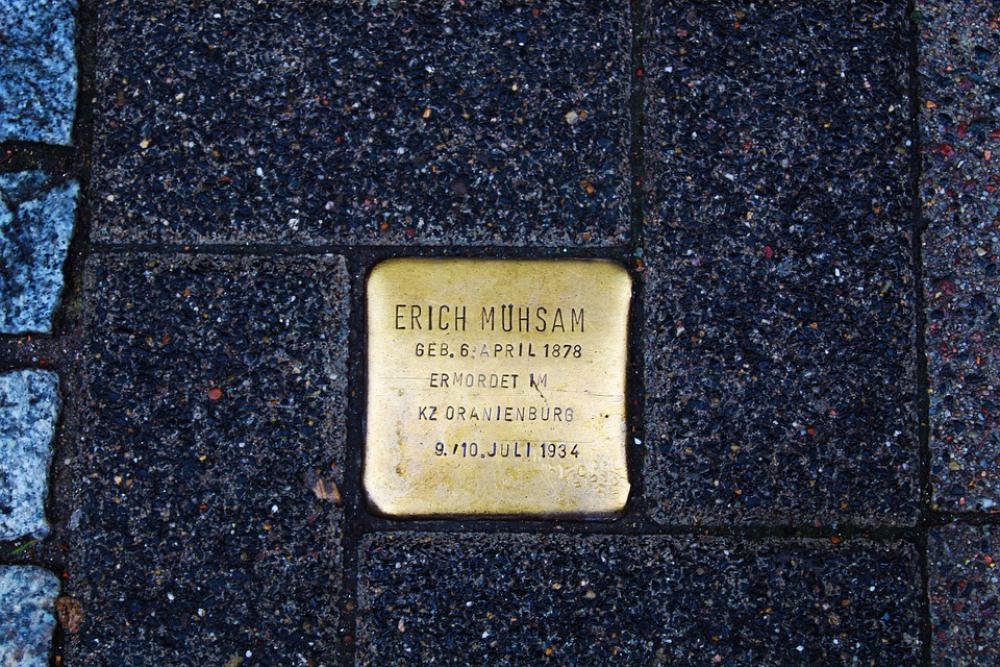 ERICH MÜHSAM
GEB. 6. APRIL 1878
ERMORDET IM
KZ ORANIENBURG
9./10. JULI 1934